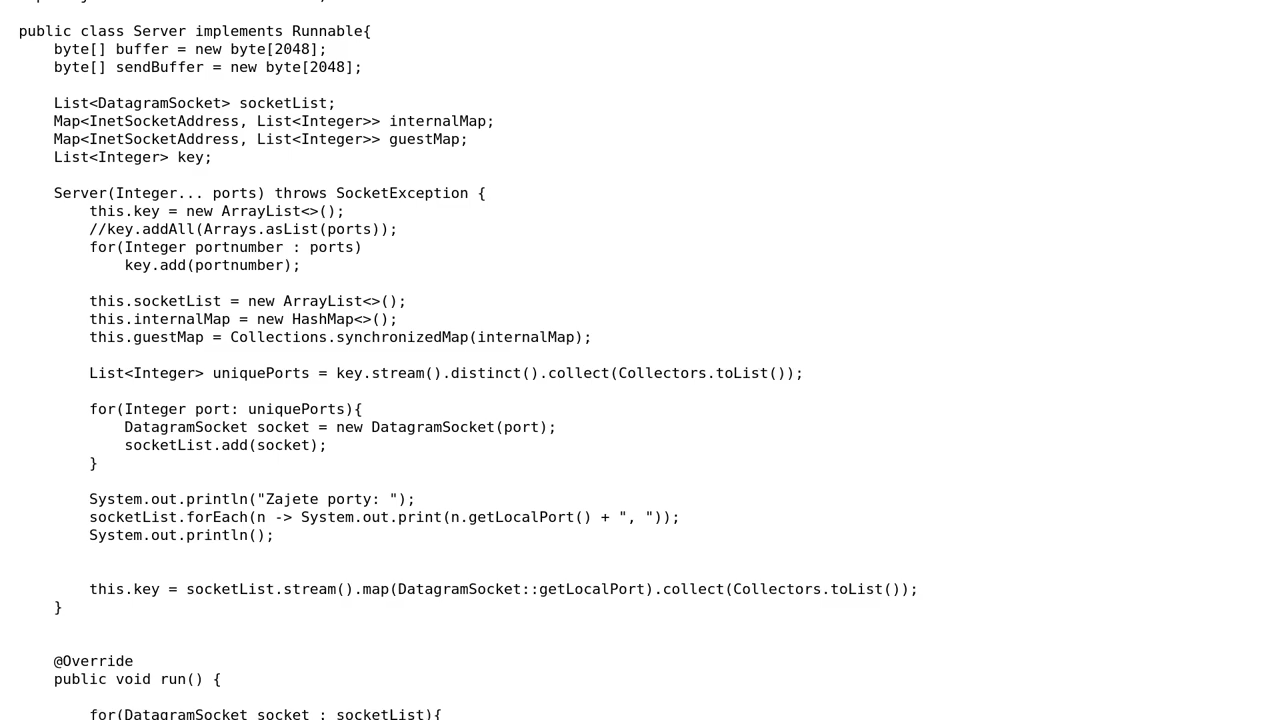 public class Server implements Runnable{
    byte[] buffer = new byte[2048];
    byte[] sendBuffer = new byte[2048];

    List<DatagramSocket> socketList;
    Map<InetSocketAddress, List<Integer>> internalMap;
    Map<InetSocketAddress, List<Integer>> guestMap;
    List<Integer> key;

    Server(Integer... ports) throws SocketException {
        this.key = new ArrayList<>();
        //key.addAll(Arrays.asList(ports));
        for(Integer portnumber : ports)
            key.add(portnumber);

        this.socketList = new ArrayList<>();
        this.internalMap = new HashMap<>();
        this.guestMap = Collections.synchronizedMap(internalMap);

        List<Integer> uniquePorts = key.stream().distinct().collect(Collectors.toList());

        for(Integer port: uniquePorts){
            DatagramSocket socket = new DatagramSocket(port);
            socketList.add(socket);
        }

        System.out.println("Zajete porty: ");
        socketList.forEach(n -> System.out.print(n.getLocalPort() + ", "));
        System.out.println();


        this.key = socketList.stream().map(DatagramSocket::getLocalPort).collect(Collectors.toList());
    }


    @Override
    public void run() {

        for(DatagramSocket socket : socketList){